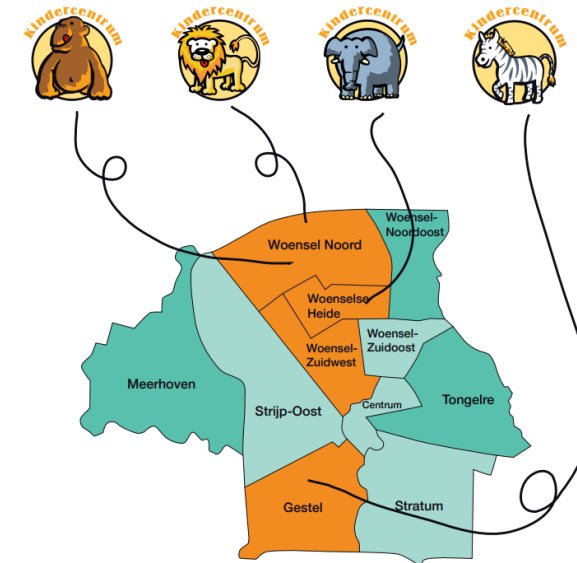 Kindercentrum
Kindercentrum
Kindercentrum
Kindercentrum
Woensel-
Noordoost
Woensel Noord
Woenselse
Heide
Woensel-
Zuidoost
Woensel-
Zuidwest
Meerhoven
Strijp-Oost
Centrum
Tongelre
Gestel
Stratum